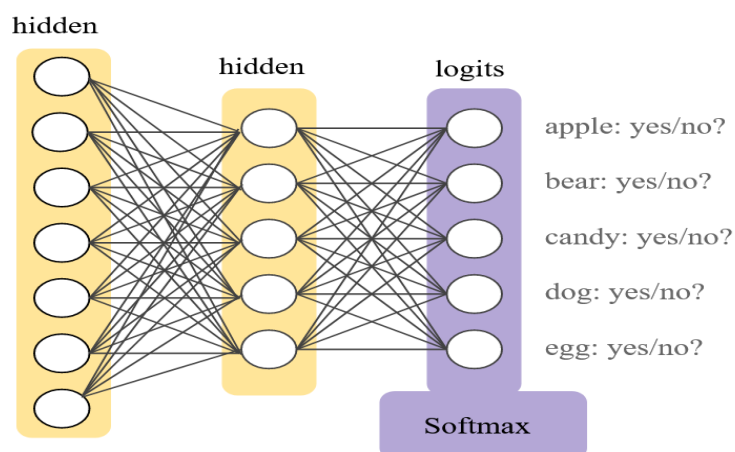 hidden
hidden
logits
apple: yes/no?
bear: yes/no?
candy: yes/no?
dog: yes/no?
egg: yes/no?
Softmax